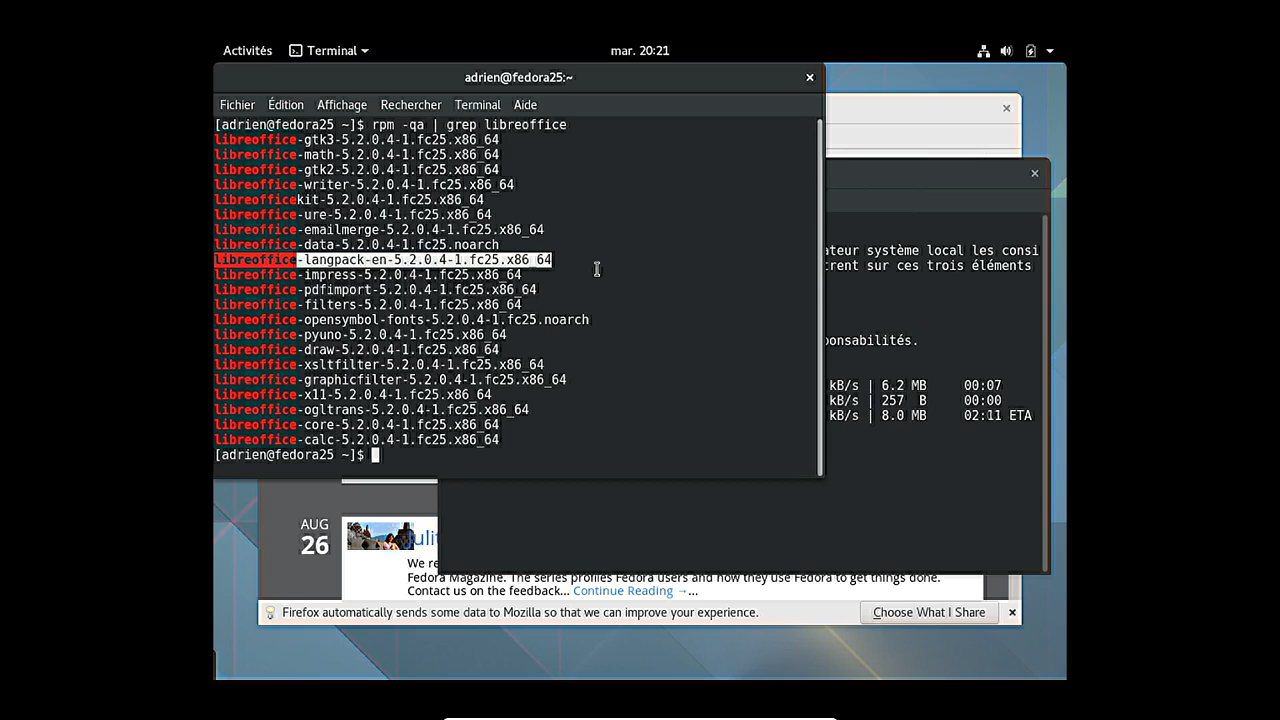 Activités Terminal mar. 20:21
adrien@fedora25:~
Fichier Édition Affichage Rechercher Terminal Aide
[adrien@fedora25 ~]$ rpm -qa | grep libreoffice
libreoffice-gtk3-5.2.0.4-1.fc25.x86_64
libreoffice-math-5.2.0.4-1.fc25.x86_64
libreoffice-gtk2-5.2.0.4-1.fc25.x86_64
libreoffice-writer-5.2.0.4-1.fc25.x86_64
libreofficekit-5.2.0.4-1.fc25.x86_64
libreoffice-ure-5.2.0.4-1.fc25.x86_64
libreoffice-emailmerge-5.2.0.4-1.fc25.x86_64
libreoffice-data-5.2.0.4-1.fc25.noarch
libreoffice-langpack-en-5.2.0.4-1.fc25.x86_64
libreoffice-impress-5.2.0.4-1.fc25.x86_64
libreoffice-pdfimport-5.2.0.4-1.fc25.x86_64
libreoffice-filters-5.2.0.4-1.fc25.x86_64
libreoffice-opensymbol-fonts-5.2.0.4-1.fc25.noarch
libreoffice-pyuno-5.2.0.4-1.fc25.x86_64
libreoffice-draw-5.2.0.4-1.fc25.x86_64
libreoffice-xsltfilter-5.2.0.4-1.fc25.x86_64
libreoffice-graphicfilter-5.2.0.4-1.fc25.x86_64
libreoffice-x11-5.2.0.4-1.fc25.x86_64
libreoffice-ogltrans-5.2.0.4-1.fc25.x86_64
libreoffice-core-5.2.0.4-1.fc25.x86_64
libreoffice-calc-5.2.0.4-1.fc25.x86_64
[adrien@fedora25 ~]$
ateur système local les consi
trent sur ces trois éléments
ponsabilités.
kB/s | 6.2 MB 00:07
kB/s | 257 B 00:00
kB/s | 8.0 MB 02:11 ETA
AUG
26
Julit
We re
Fedora Magazine. The series profiles Fedora users and how they use Fedora to get things done.
Contact us on the feedback... Continue Reading →...
Firefox automatically sends some data to Mozilla so that we can improve your experience. Choose What I Share